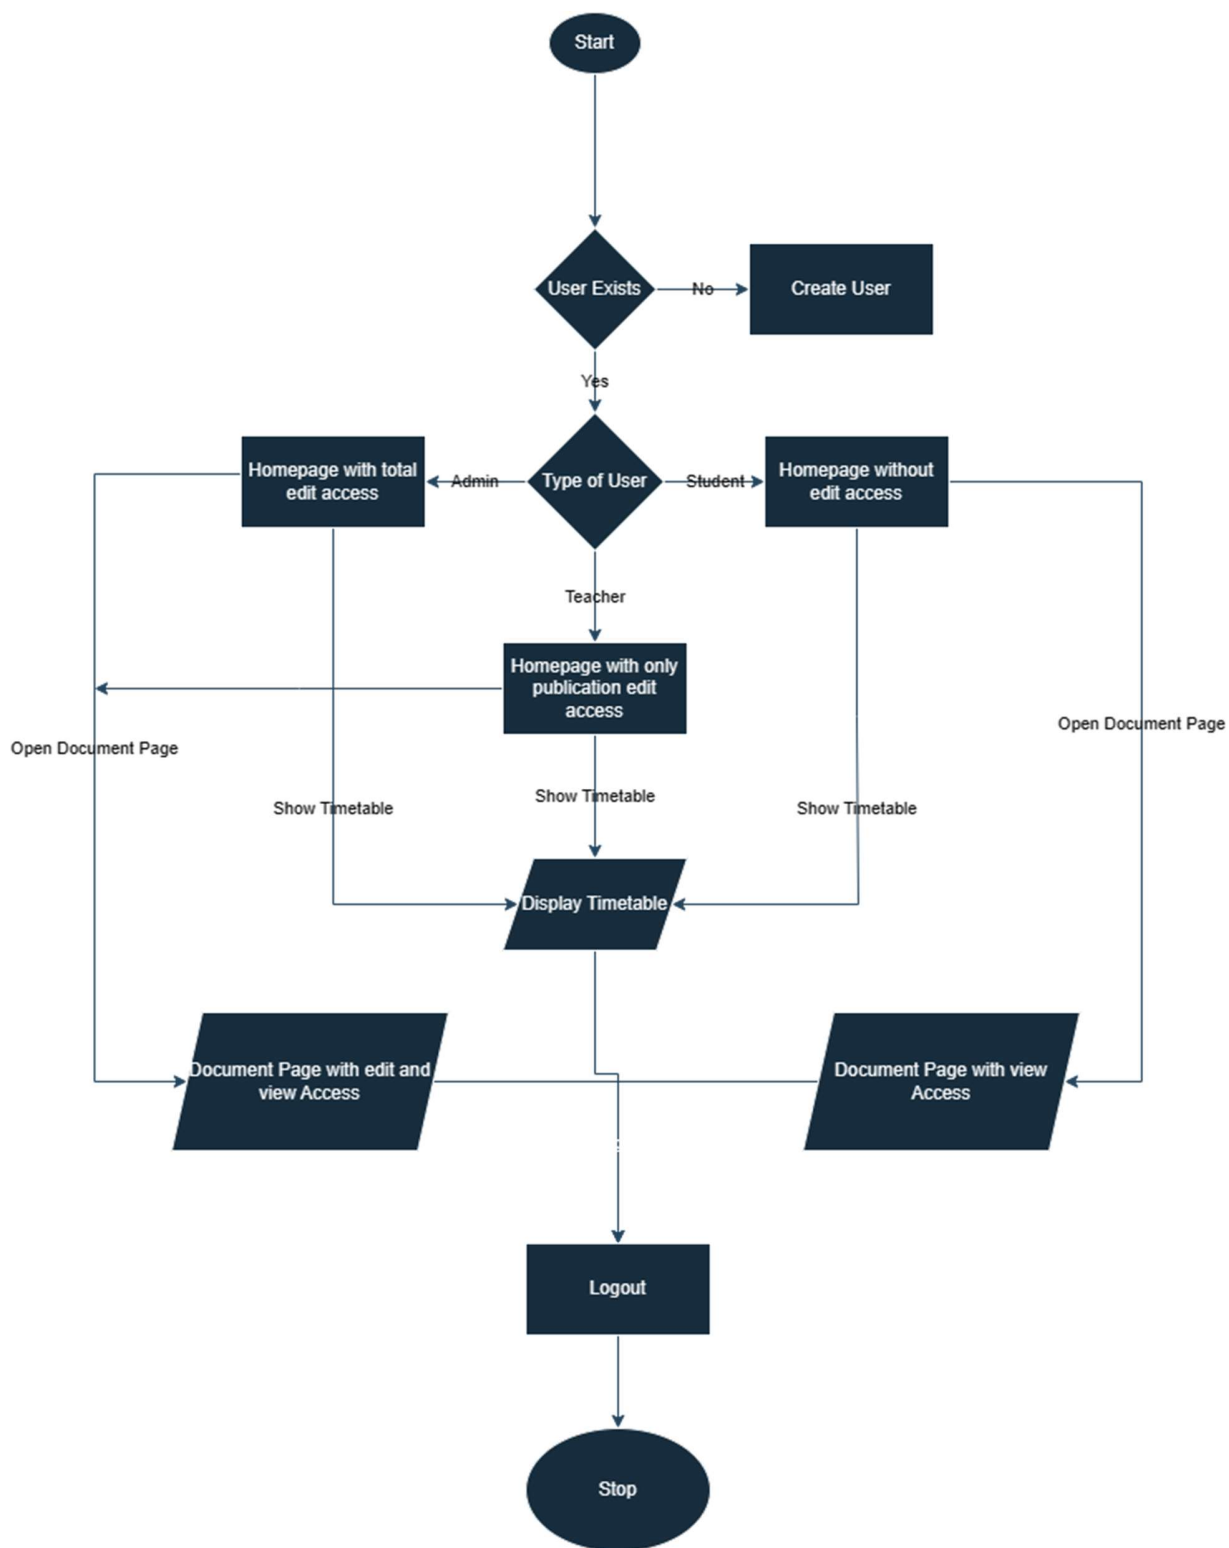 Start
User Exists
No
Create User
Yes
Homepage with total
edit access
Admin
Type of User
Student
Homepage without
edit access
Teacher
Homepage with only
publication edit
access
Open Document Page
Open Document Page
Show Timetable
Show Timetable
Show Timetable
Display Timetable
Document Page with edit and
view Access
Document Page with view
Access
Logout
Stop